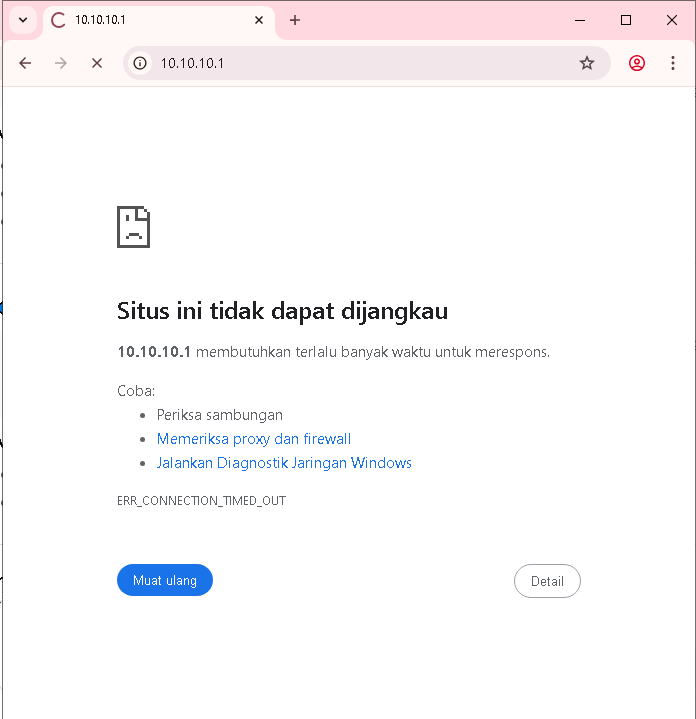 10.10.10.1
10.10.10.1
Situs ini tidak dapat dijangkau
10.10.10.1 membutuhkan terlalu banyak waktu untuk merespons.
Coba:
• Periksa sambungan
• Memeriksa proxy dan firewall
• Jalankan Diagnostik Jaringan Windows
ERR_CONNECTION_TIMED_OUT
Muat ulang
Detail